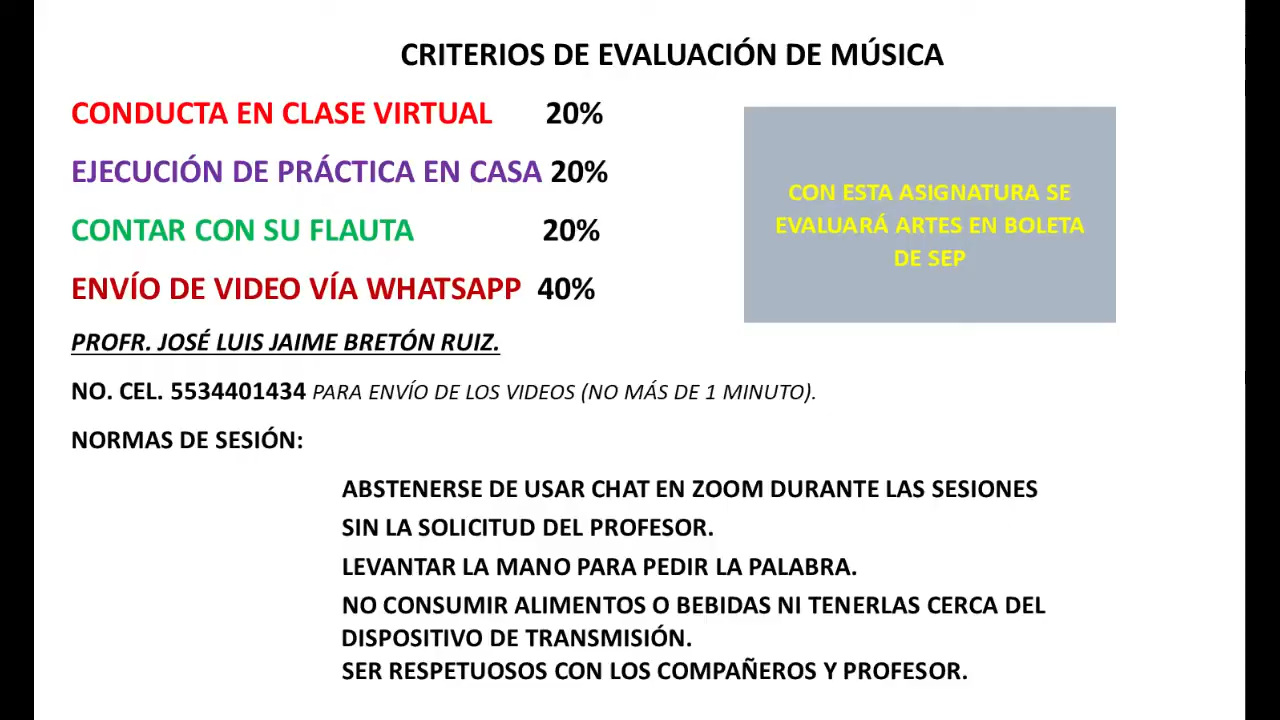 CRITERIOS DE EVALUACIÓN DE MÚSICA
CONDUCTA EN CLASE VIRTUAL 20%
EJECUCIÓN DE PRÁCTICA EN CASA 20%
CONTAR CON SU FLAUTA 20%
ENVÍO DE VIDEO VÍA WHATSAPP 40%
CON ESTA ASIGNATURA SE
EVALUARÁ ARTES EN BOLETA
DE SEP
PROFR. JOSÉ LUIS JAIME BRETÓN RUIZ.
NO. CEL. 5534401434 PARA ENVÍO DE LOS VIDEOS (NO MÁS DE 1 MINUTO).
NORMAS DE SESIÓN:
ABSTENERSE DE USAR CHAT EN ZOOM DURANTE LAS SESIONES
SIN LA SOLICITUD DEL PROFESOR.
LEVANTAR LA MANO PARA PEDIR LA PALABRA.
NO CONSUMIR ALIMENTOS O BEBIDAS NI TENERLAS CERCA DEL
DISPOSITIVO DE TRANSMISIÓN.
SER RESPETUOSOS CON LOS COMPAÑEROS Y PROFESOR.